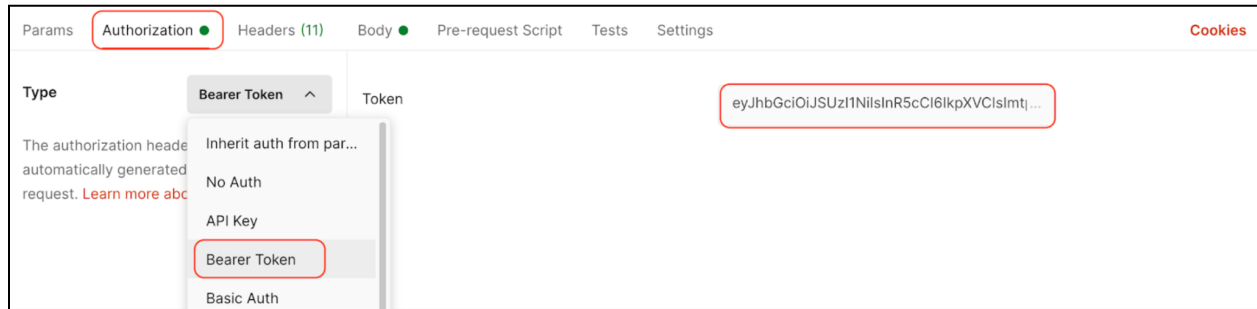 Params Authorization Headers (11) Body Pre-request Script Tests Settings Cookies
Type Bearer Token Token eyJhbGciOiJSUzI1NiIsInR5cCI6IkpXVCIsImtp...
The authorization heade
automatically generated
request. Learn more abo
Inherit auth from par...
No Auth
API Key
Bearer Token
Basic Auth